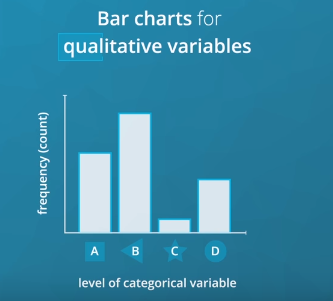 Bar charts for
qualitative variables
frequency (count)
A B C D
level of categorical variable